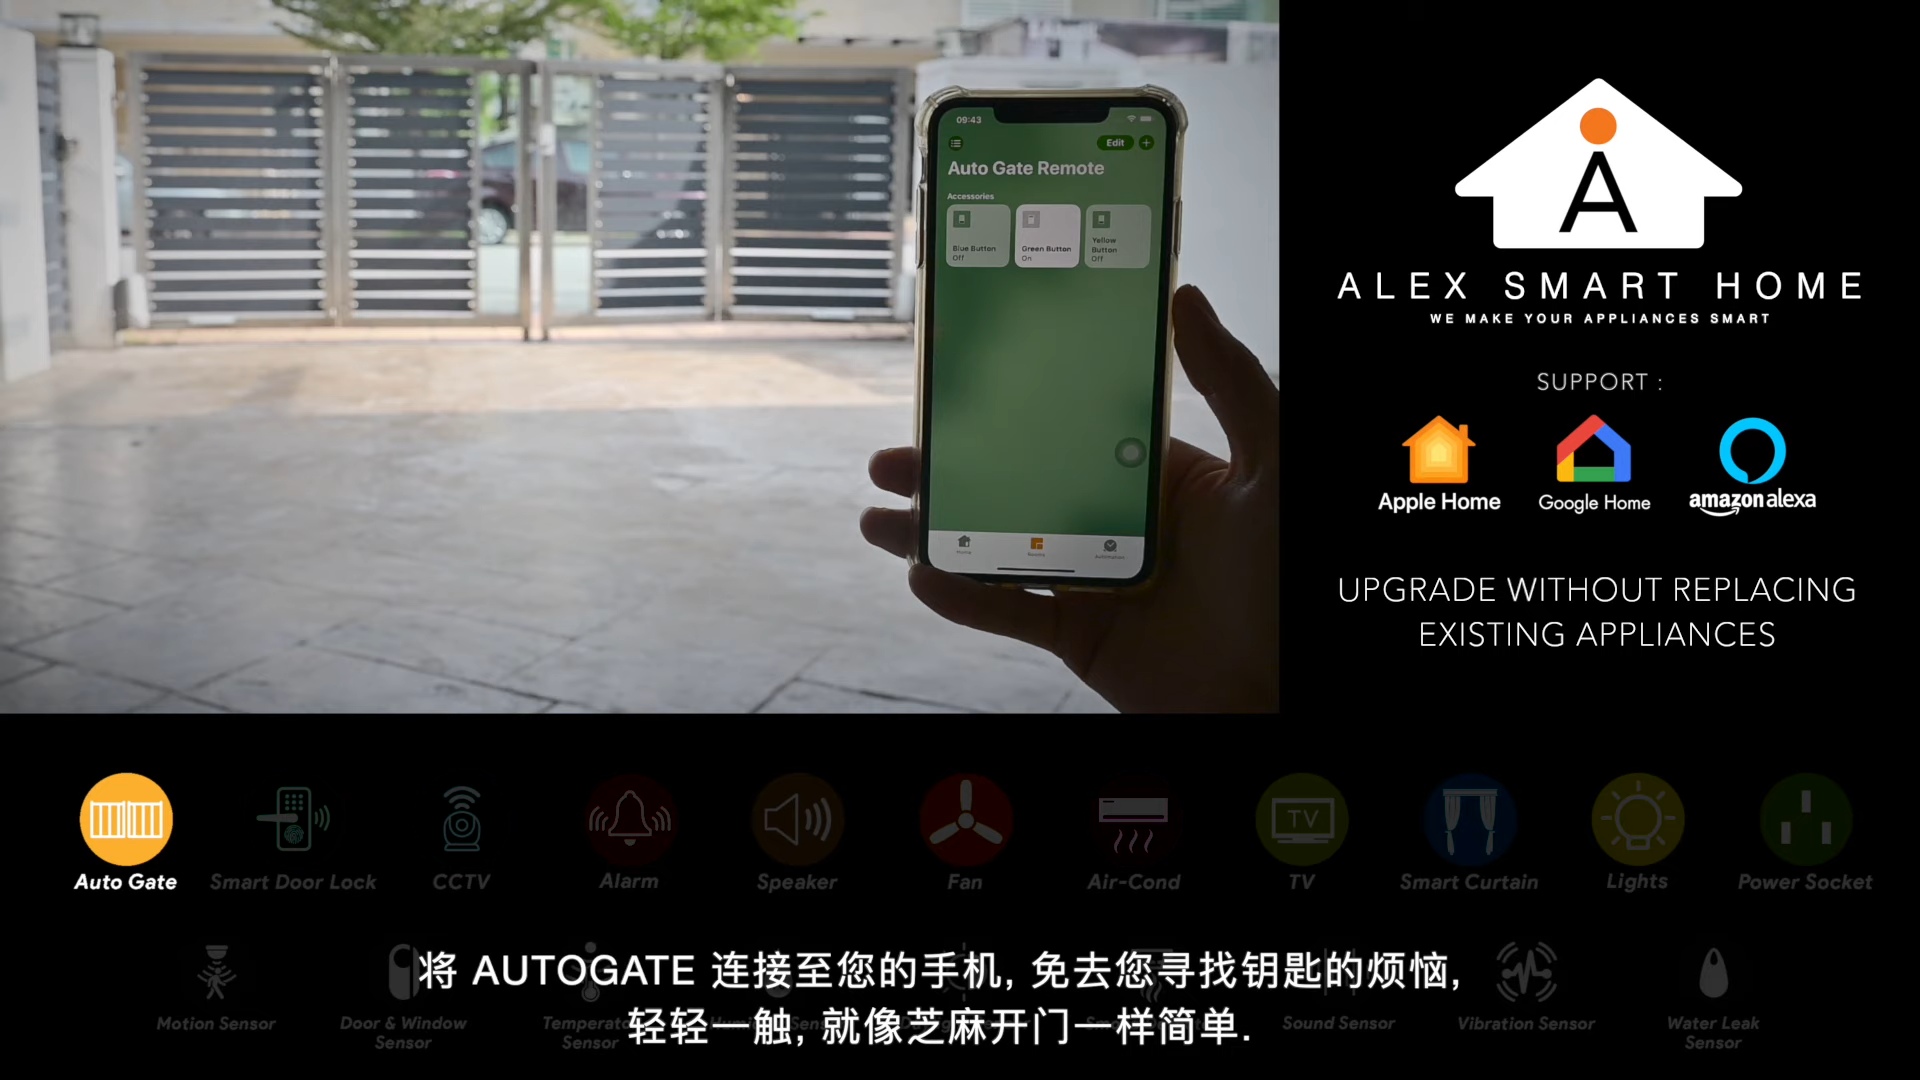 09:43
Edit
Auto Gate Remote
Accessories
Blue Button
Off
Green Button
On
Yellow
Button
Off
Home
Rooms
Automation
A
ALEX SMART HOME
WE MAKE YOUR APPLIANCES SMART
SUPPORT :
Apple Home
Google Home
amazon alexa
UPGRADE WITHOUT REPLACING
EXISTING APPLIANCES
TV
Auto Gate
Smart Door Lock
CCTV
Alarm
Speaker
Fan
Air-Cond
TV
Smart Curtain
Lights
Power Socket
将 AUTOGATE 连接至您的手机, 免去您寻找钥匙的烦恼,
轻轻一触, 就像芝麻开门一样简单.
Motion Sensor
Door & Window
Sensor
Sensor
Sound Sensor
Vibration Sensor
Water Leak
Sensor